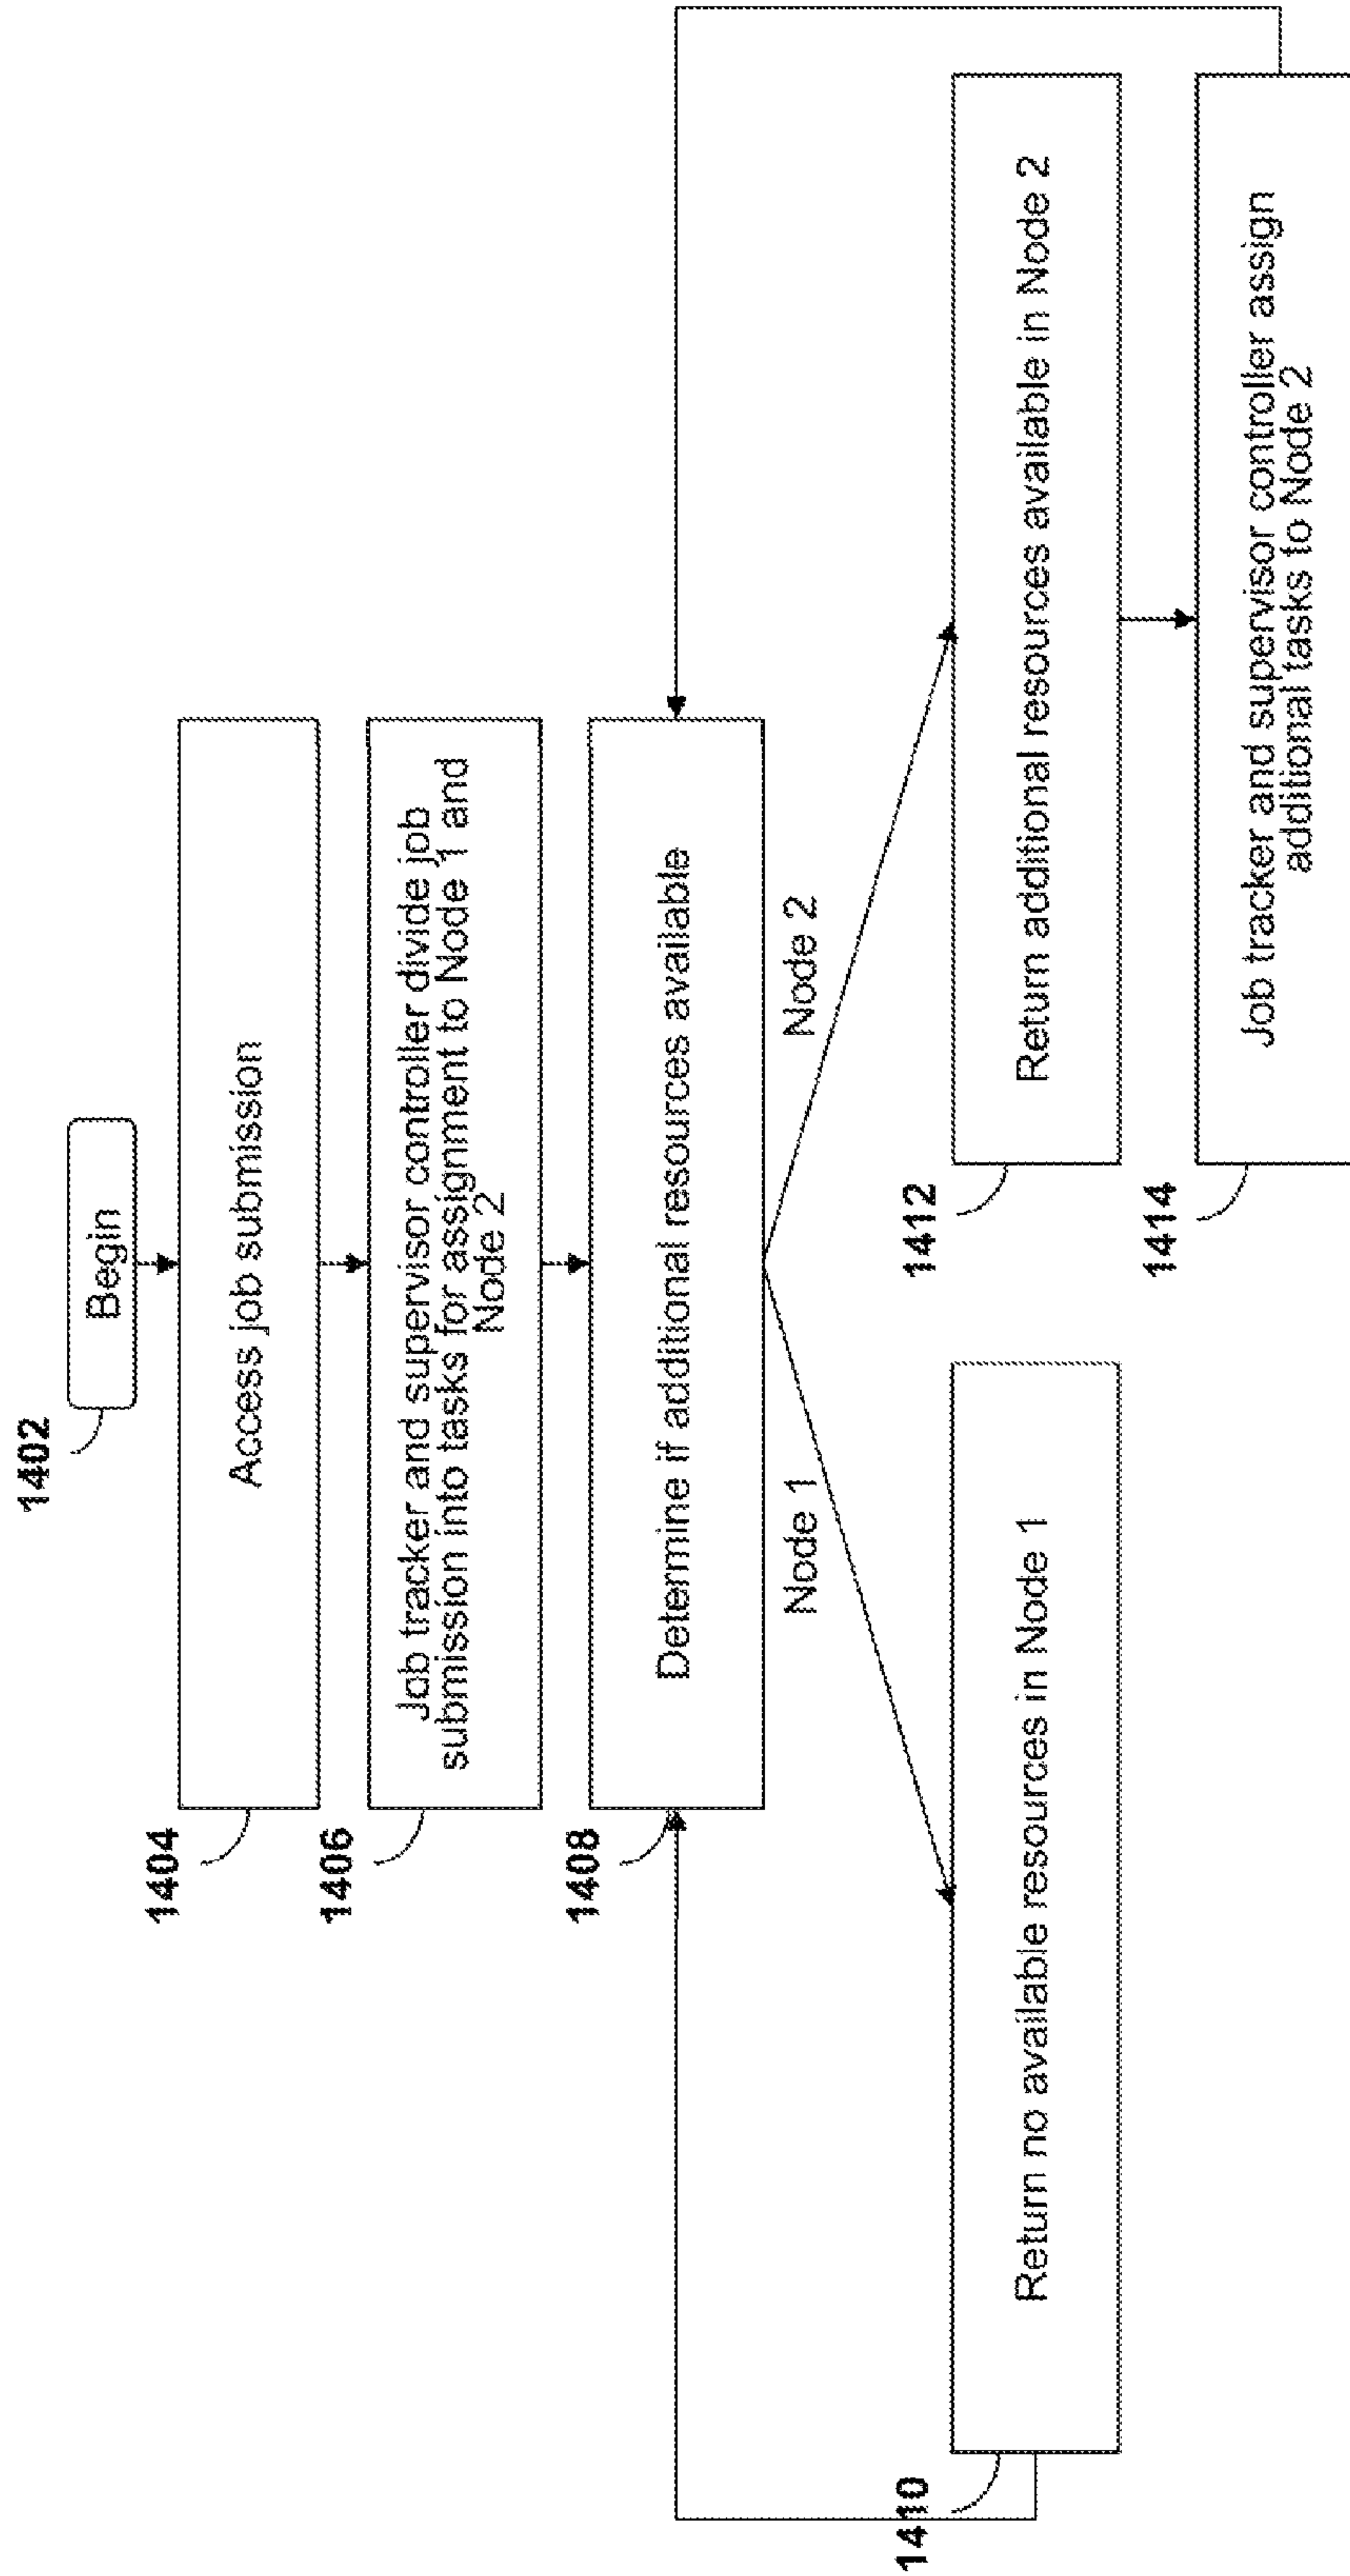 1402
Begin
1404
Access job submission
1406
Job tracker and supervisor controller divide job
submission into tasks for assignment to Node 1 and
Node 2
1408
Determine if additional resources available
Node 1
Node 2
1410
Return no available resources in Node 1
1412
Return additional resources available in Node 2
1414
Job tracker and supervisor controller assign
additional tasks to Node 2